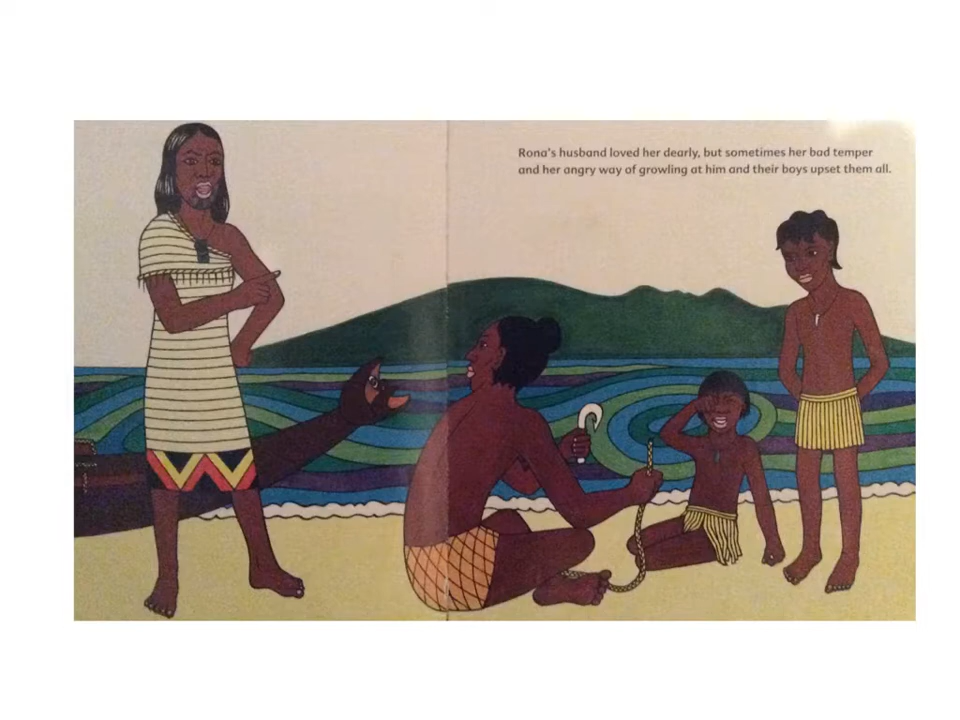 Rona's husband loved her dearly, but sometimes her bad temper
and her angry way of growling at him and their boys upset them all.